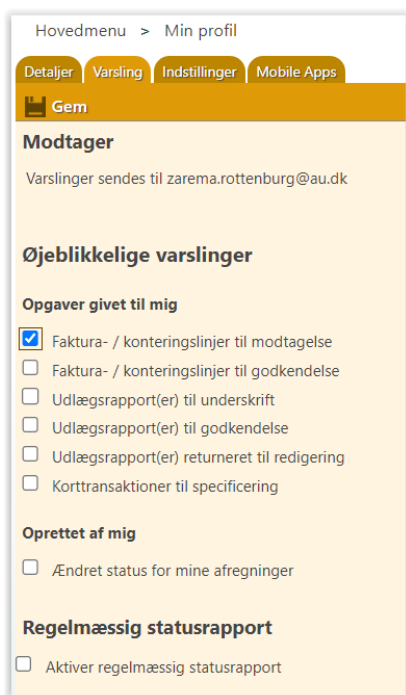 Hovedmenu > Min profil
Detaljer Varsling Indstillinger Mobile Apps
Gem
Modtager
Varslinger sendes til zarema.rottenburg@au.dk
Øjeblikkelige varslinger
Opgaver givet til mig
Faktura- / konteringslinjer til modtagelse
Faktura- / konteringslinjer til godkendelse
Udlægsrapport(er) til underskrift
Udlægsrapport(er) til godkendelse
Udlægsrapport(er) returneret til redigering
Korttransaktioner til specificering
Oprettet af mig
Ændret status for mine afregninger
Regelmæssig statusrapport
Aktiver regelmæssig statusrapport